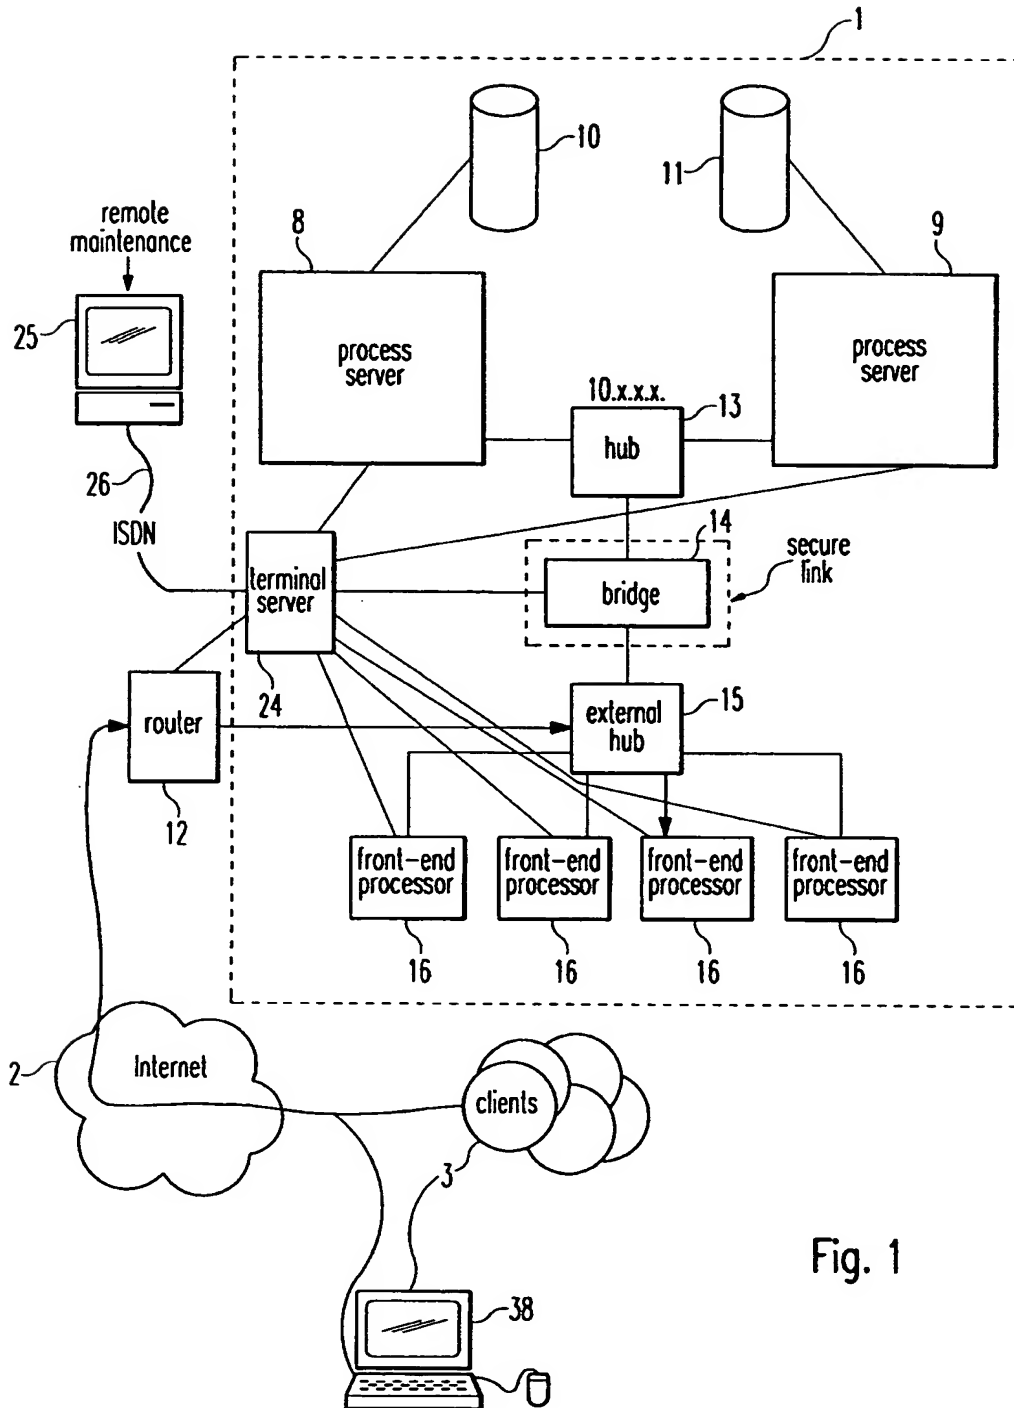 1
10
11
remote
maintenance
8
9
25
process
server
process
server
10.x.x.x.
13
hub
26
ISDN
14
secure
link
terminal
server
bridge
24
15
router
external
hub
12
front-end
processor
front-end
processor
front-end
processor
front-end
processor
16
16
16
16
2
Internet
clients
3
Fig. 1
38